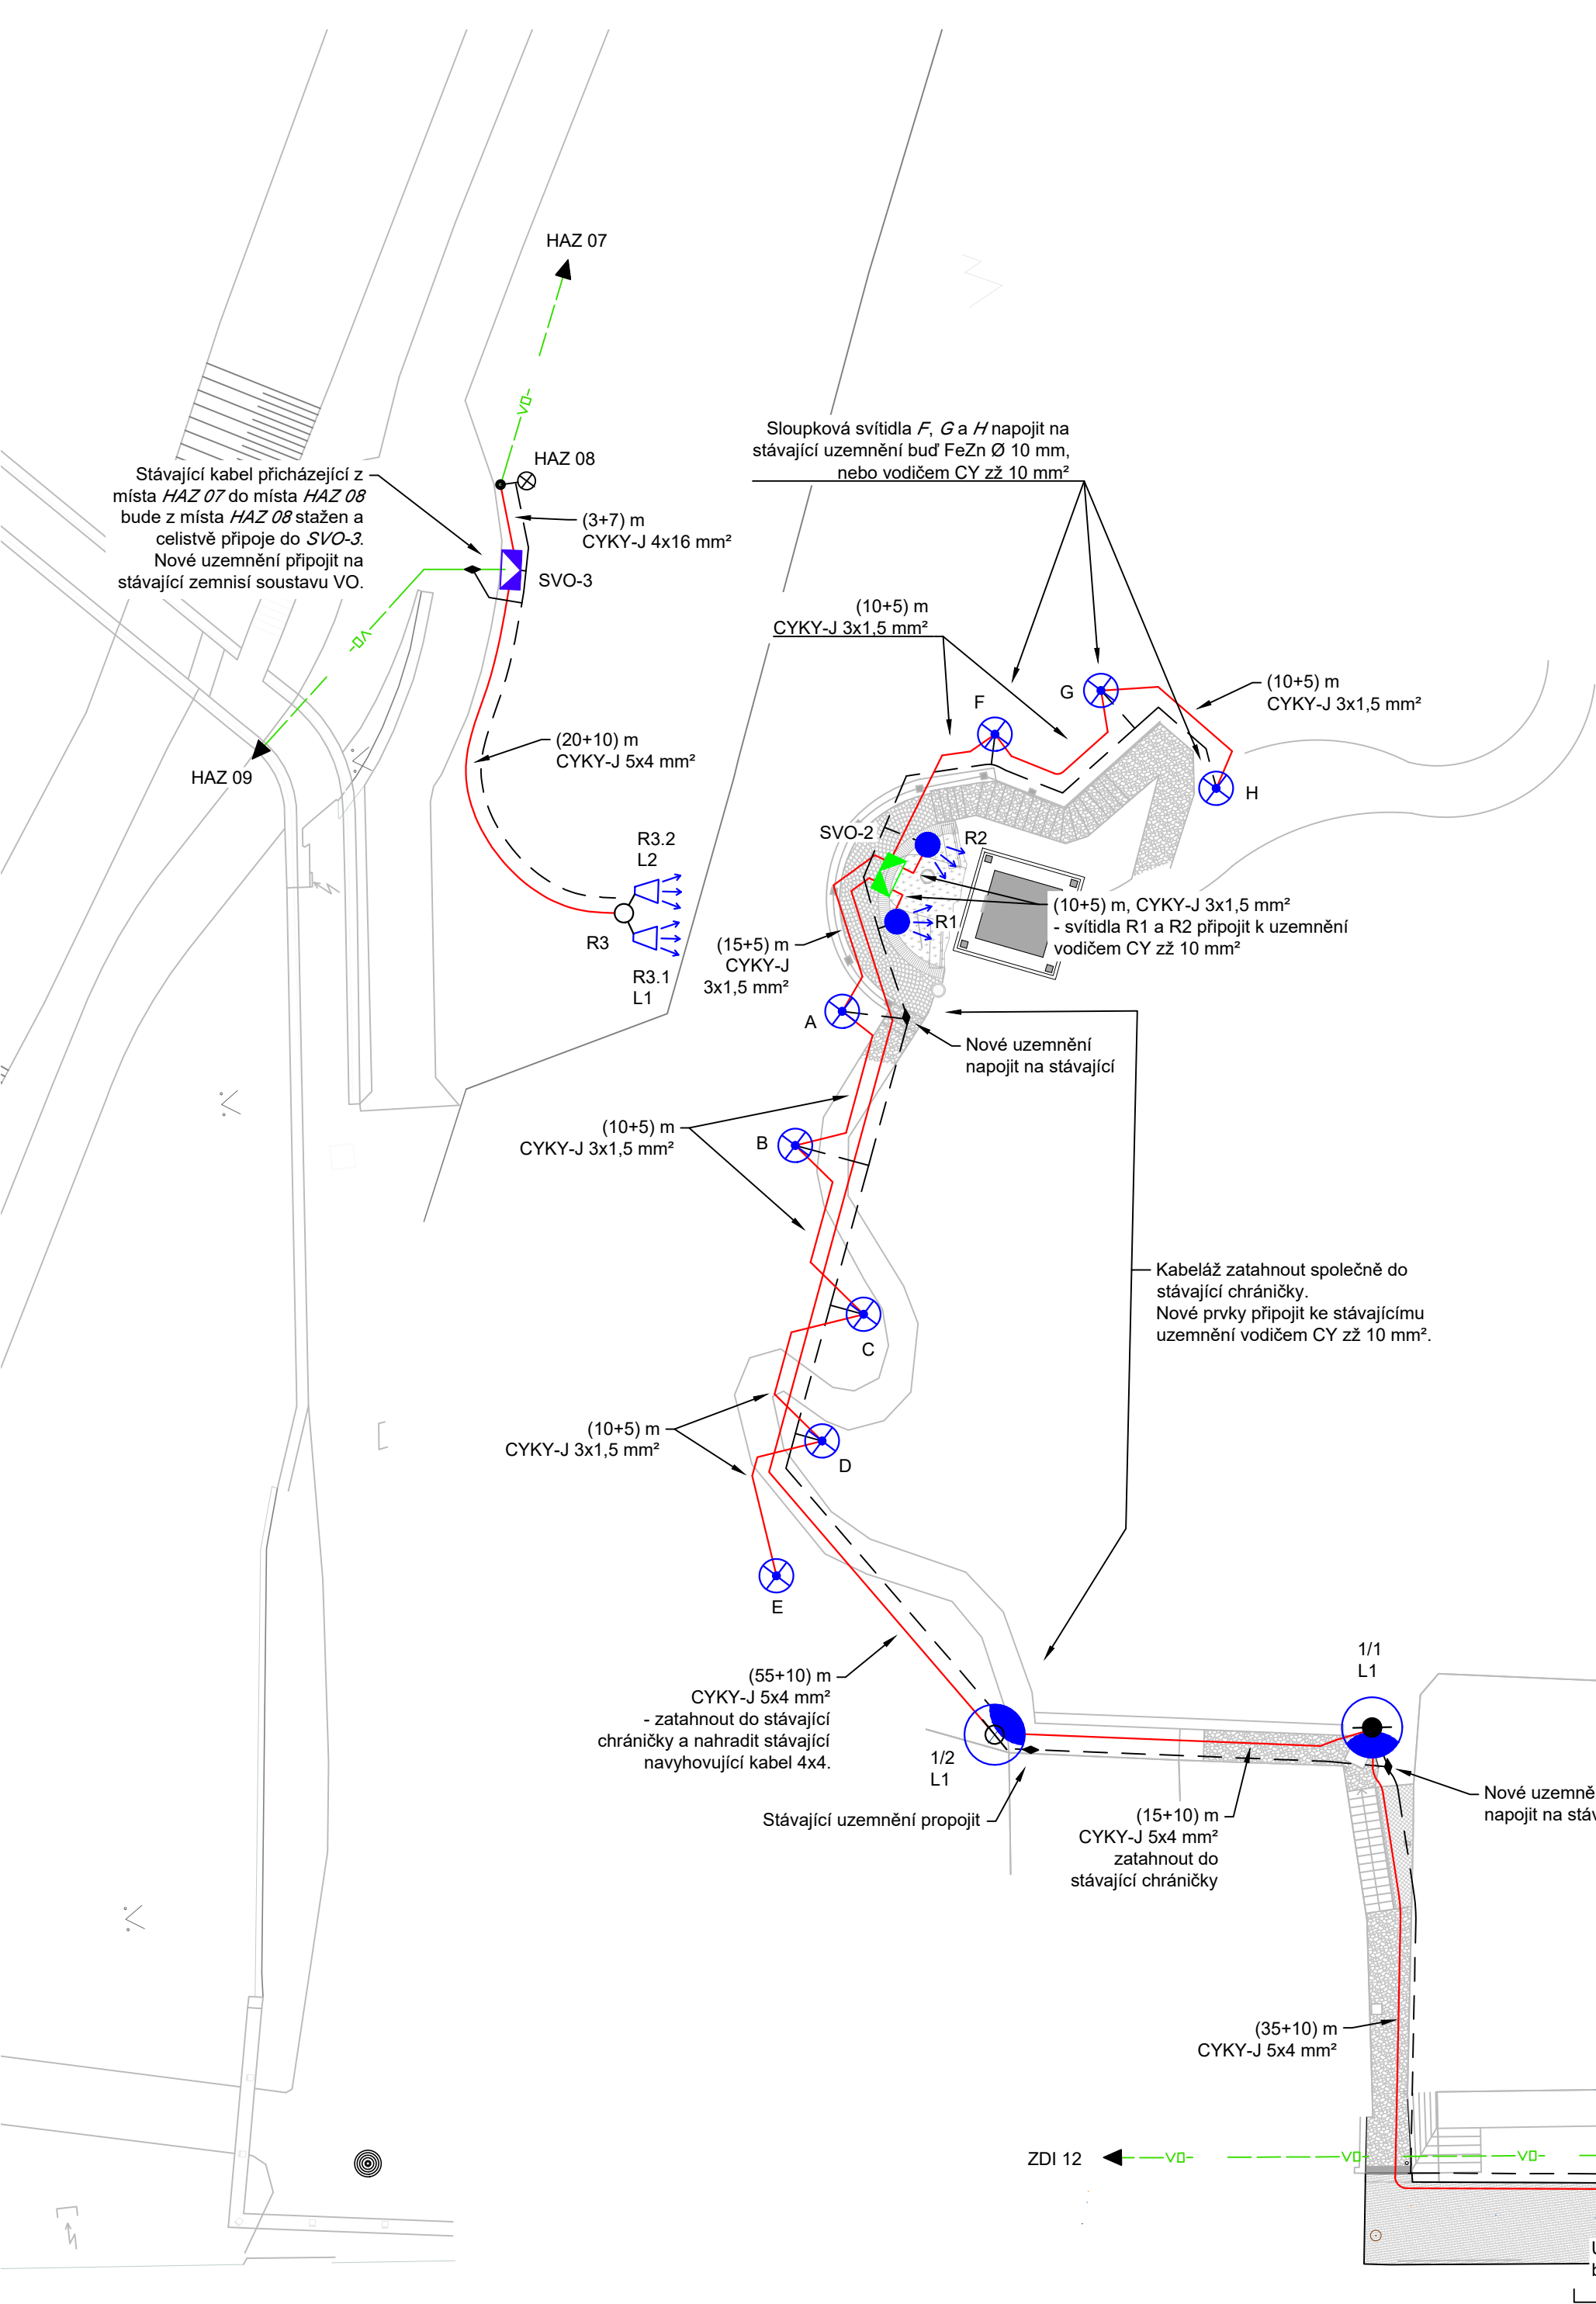 HAZ 07
HAZ 08
Stávající kabel přicházející z
místa HAZ 07 do místa HAZ 08
bude z místa HAZ 08 stažen a
celistvě připoje do SVO-3.
Nové uzemnění připojit na
stávající zemnisí soustavu VO.
(3+7) m
CYKY-J 4x16 mm²
SVO-3
HAZ 09
(20+10) m
CYKY-J 5x4 mm²
R3.2
L2
R3
R3.1
L1
Sloupková svítidla F, G a H napojit na
stávající uzemnění buď FeZn Ø 10 mm,
nebo vodičem CY zž 10 mm²
(10+5) m
CYKY-J 3x1,5 mm²
F
G
H
(10+5) m
CYKY-J 3x1,5 mm²
SVO-2
R2
R1
(10+5) m, CYKY-J 3x1,5 mm²
- svítidla R1 a R2 připojit k uzemnění
vodičem CY zž 10 mm²
(15+5) m
CYKY-J
3x1,5 mm²
A
Nové uzemnění
napojit na stávající
(10+5) m
CYKY-J 3x1,5 mm²
B
C
Kabeláž zatahnout společně do
stávající chráničky.
Nové prvky připojit ke stávajícímu
uzemnění vodičem CY zž 10 mm².
(10+5) m
CYKY-J 3x1,5 mm²
D
E
(55+10) m
CYKY-J 5x4 mm²
- zatahnout do stávající
chráničky a nahradit stávající
navyhovující kabel 4x4.
1/2
L1
1/1
L1
Stávající uzemnění propojit
(15+10) m
CYKY-J 5x4 mm²
zatahnout do
stávající chráničky
Nové uzemně
napojit na stáv
(35+10) m
CYKY-J 5x4 mm²
ZDI 12